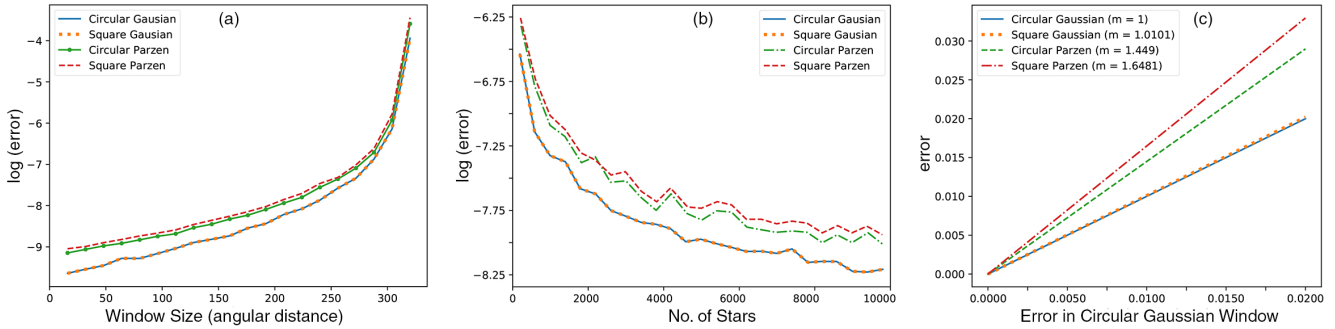 (a)
Circular Gausian
Square Gausian
Circular Parzen
Square Parzen
log (error)
−4
−5
−6
−7
−8
−9
0 50 100 150 200 250 300
Window Size (angular distance)
(b)
Circular Gausian
Square Gausian
Circular Parzen
Square Parzen
log (error)
−6.25
−6.75
−7.25
−7.75
−8.25
0 2000 4000 6000 8000 10000
No. of Stars
(c)
Circular Gaussian (m = 1)
Square Gaussian (m = 1.0101)
Circular Parzen (m = 1.449)
Square Parzen (m = 1.6481)
error
0.030
0.025
0.020
0.015
0.010
0.005
0.000
0.0000 0.0050 0.0100 0.0150 0.0200
Error in Circular Gaussian Window